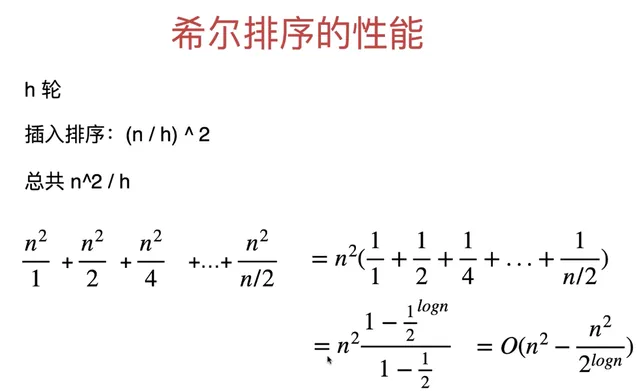 希尔排序的性能
h 轮
插入排序：(n / h) ^ 2
总共 n^2 / h
\frac{n^2}{1} + \frac{n^2}{2} + \frac{n^2}{4} +...+ \frac{n^2}{n/2} = n^2(\frac{1}{1} + \frac{1}{2} + \frac{1}{4} + ... + \frac{1}{n/2})
= n^2 \frac{1 - \frac{1}{2}^{logn}}{1 - \frac{1}{2}} = O(n^2 - \frac{n^2}{2^{logn}})